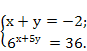 {x + y = −2;
6^{x+5y} = 36.